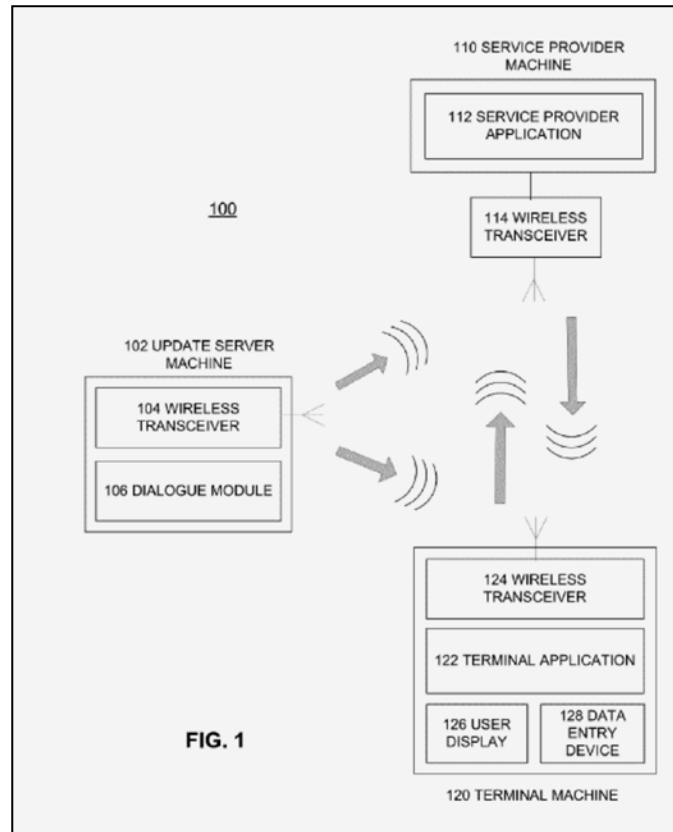 110 SERVICE PROVIDER
MACHINE
112 SERVICE PROVIDER
APPLICATION
100
114 WIRELESS
TRANSCEIVER
102 UPDATE SERVER
MACHINE
104 WIRELESS
TRANSCEIVER
106 DIALOGUE MODULE
124 WIRELESS
TRANSCEIVER
122 TERMINAL APPLICATION
126 USER
DISPLAY
128 DATA
ENTRY
DEVICE
FIG. 1
120 TERMINAL MACHINE